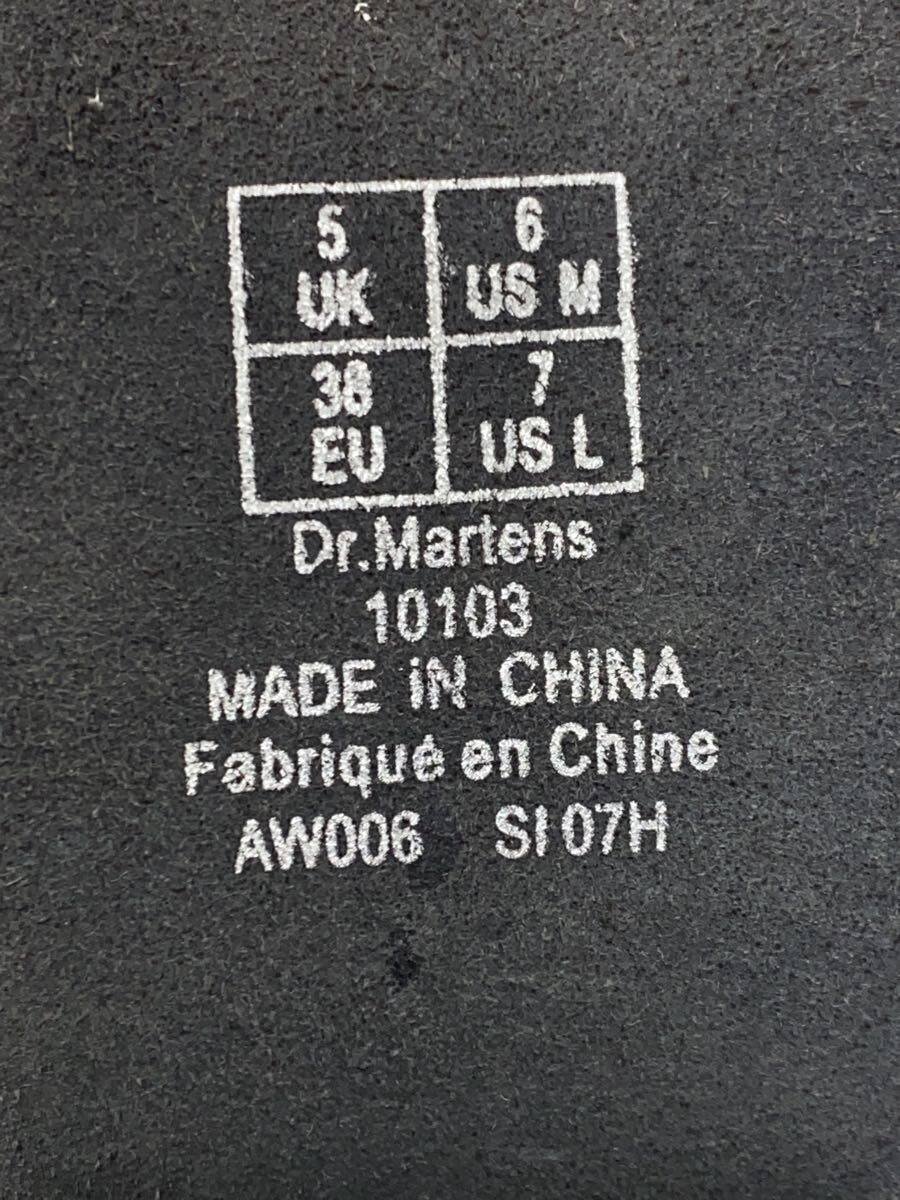 5 6
UK US M
38 7
EU US L
Dr.Martens
10103
MADE iN CHINA
Fabriqué en Chine
AW006 SI 07H